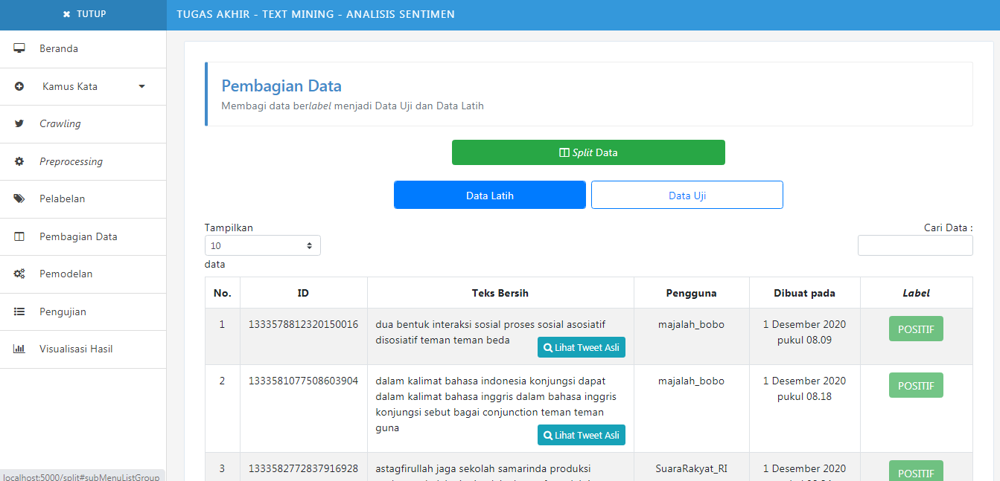 ✖ TUTUP
TUGAS AKHIR - TEXT MINING - ANALISIS SENTIMEN
Beranda
Kamus Kata
Crawling
Preprocessing
Pelabelan
Pembagian Data
Pemodelan
Pengujian
Visualisasi Hasil
localhost:5000/split#subMenuListGroup
Pembagian Data
Membagi data berlabel menjadi Data Uji dan Data Latih
Split Data
Data Latih Data Uji
Tampilkan
10
data
Cari Data :
No. ID Teks Bersih Pengguna Dibuat pada Label
1 1333578812320150016 dua bentuk interaksi sosial proses sosial asosiatif majalah_bobo 1 Desember 2020 POSITIF
disosiatif teman teman beda pukul 08.09
Lihat Tweet Asli
2 1333581077508603904 dalam kalimat bahasa indonesia konjungsi dapat majalah_bobo 1 Desember 2020 POSITIF
dalam kalimat bahasa inggris dalam bahasa inggris pukul 08.18
konjungsi sebut bagai conjunction teman teman
guna
Lihat Tweet Asli
3 1333582772837916928 astagfirullah jaga sekolah samarinda produksi SuaraRakyat_RI 1 Desember 2020 POSITIF